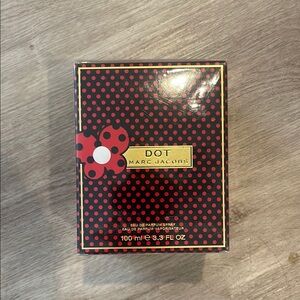 DOT
MARC JACOBS
EAU DE PARFUM SPRAY
EAU DE PARFUM VAPORISATEUR
100 ml ℮ 3.3 FL OZ